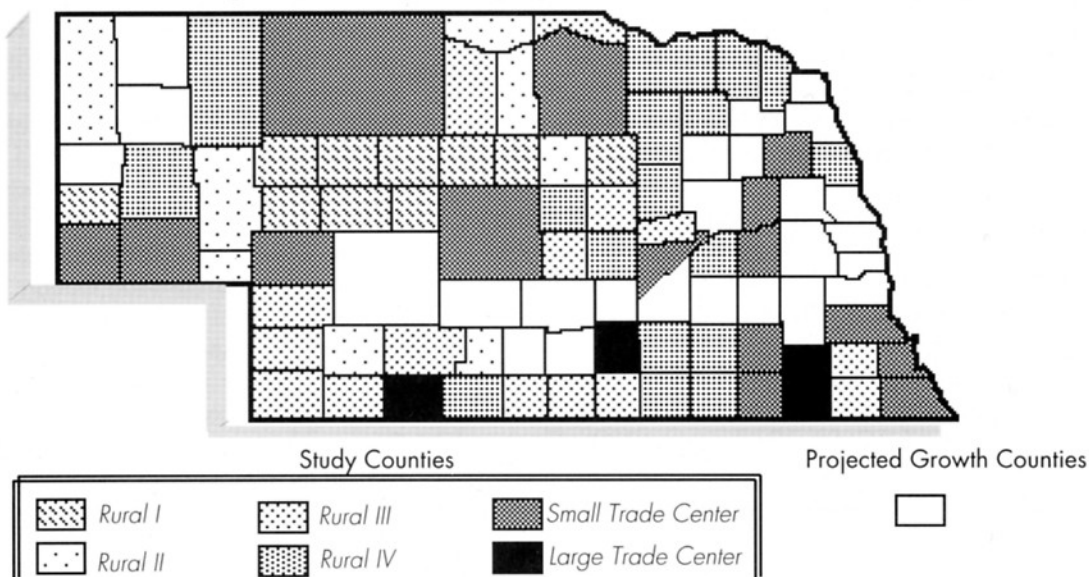 Study Counties
Projected Growth Counties
Rural I
Rural III
Small Trade Center
Rural II
Rural IV
Large Trade Center